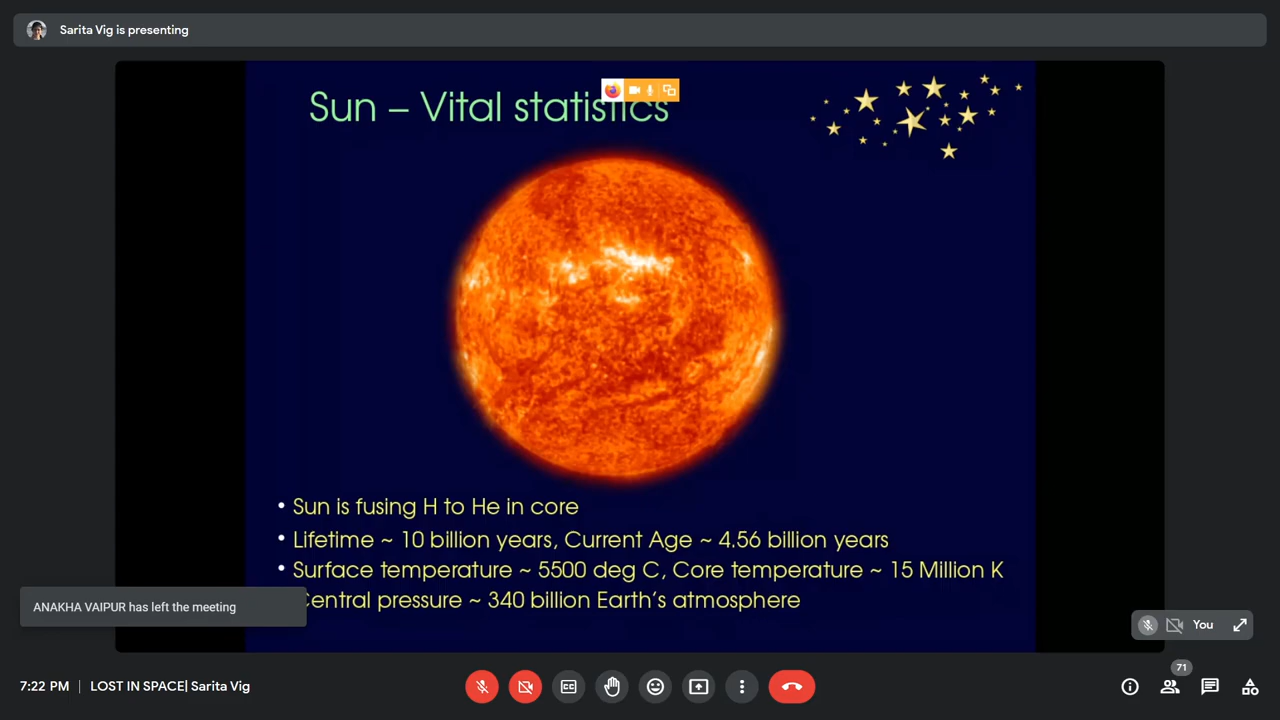 Sarita Vig is presenting
Sun – Vital statistics
• Sun is fusing H to He in core
• Lifetime ~ 10 billion years, Current Age ~ 4.56 billion years
• Surface temperature ~ 5500 deg C, Core temperature ~ 15 Million K
Central pressure ~ 340 billion Earth's atmosphere
ANAKHA VAIPUR has left the meeting
You
7:22 PM | LOST IN SPACE| Sarita Vig
71